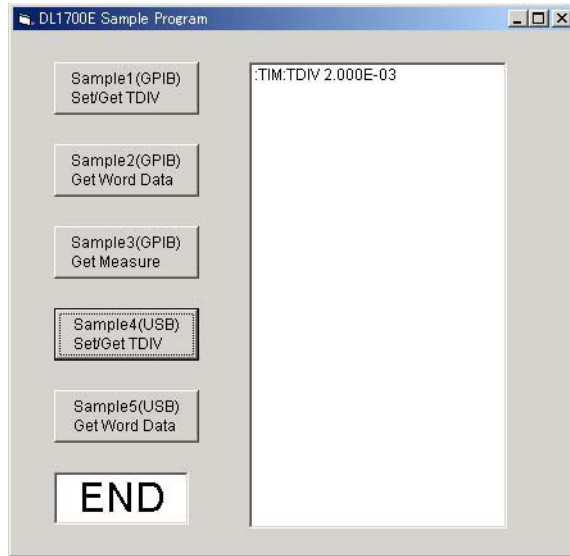 DL1700E Sample Program
Sample1(GPIB)
Set/Get TDIV
:TIM:TDIV 2.000E-03
Sample2(GPIB)
Get Word Data
Sample3(GPIB)
Get Measure
Sample4(USB)
Set/Get TDIV
Sample5(USB)
Get Word Data
END